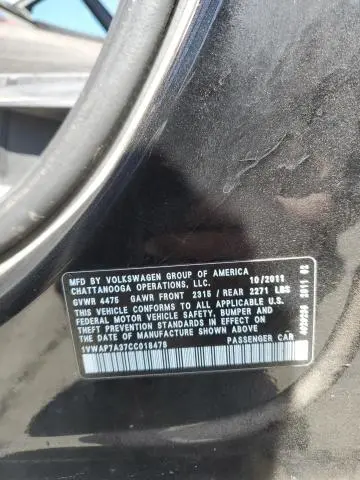 MFD BY VOLKSWAGEN GROUP OF AMERICA
CHATTANOOGA OPERATIONS, LLC. 10/2011
GVWR 4475 GAWR FRONT 2315 / REAR 2271 LBS
THIS VEHICLE CONFORMS TO ALL APPLICABLE U.S.
FEDERAL MOTOR VEHICLE SAFETY, BUMPER AND
THEFT PREVENTION STANDARDS IN EFFECT ON THE
DATE OF MANUFACTURE SHOWN ABOVE
1VWAP7A37CC018478 PASSENGER CAR
2011 02